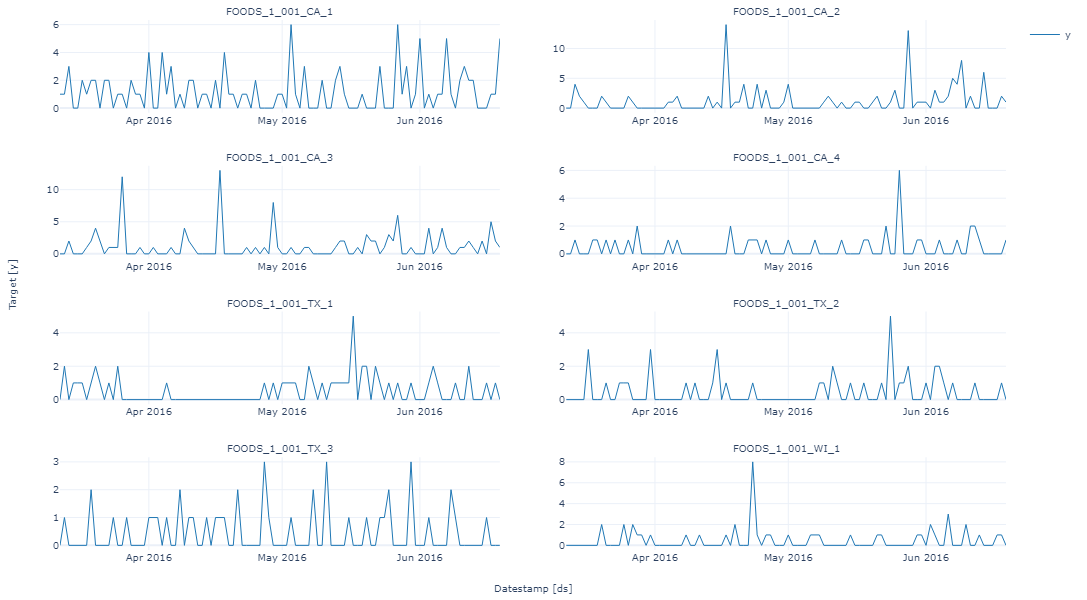 FOODS_1_001_CA_1
6
4
2
0
Apr 2016 May 2016 Jun 2016
FOODS_1_001_CA_2
10
5
0
Apr 2016 May 2016 Jun 2016
y
FOODS_1_001_CA_3
10
5
0
Apr 2016 May 2016 Jun 2016
FOODS_1_001_CA_4
6
4
2
0
Apr 2016 May 2016 Jun 2016
Target [y]
FOODS_1_001_TX_1
4
2
0
Apr 2016 May 2016 Jun 2016
FOODS_1_001_TX_2
4
2
0
Apr 2016 May 2016 Jun 2016
FOODS_1_001_TX_3
3
2
1
0
Apr 2016 May 2016 Jun 2016
FOODS_1_001_WI_1
8
6
4
2
0
Apr 2016 May 2016 Jun 2016
Datestamp [ds]